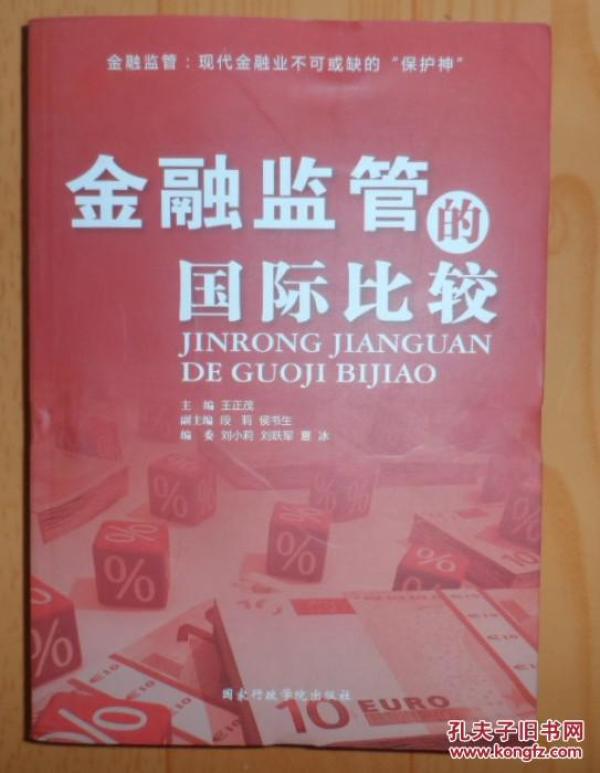 金融监管：现代金融业不可或缺的“保护神”
金融监管的
国际比较
JINRONG JIANGUAN
DE GUOJI BIJIAO
主 编 王正茂
副主编 段 莉 侯书生
编 委 刘小莉 刘跃军 惠 冰
% % % % % % % %
10 EURO
国家行政学院出版社
孔夫子旧书网
www.kongfz.com